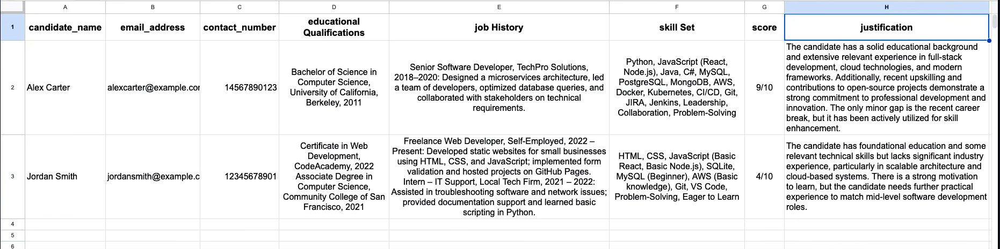 A B C D E F G H
1 candidate_name email_address contact_number educational Qualifications job History skill Set score justification
2
Alex Carter
alexcarter@example.cor
14567890123
Bachelor of Science in
Computer Science,
University of California,
Berkeley, 2011
Senior Software Developer, TechPro Solutions,
2018–2020: Designed a microservices architecture, led
a team of developers, optimized database queries, and
collaborated with stakeholders on technical
requirements.
Python, JavaScript (React,
Node.js), Java, C#, MySQL,
PostgreSQL, MongoDB, AWS,
Docker, Kubernetes, CI/CD, Git,
JIRA, Jenkins, Leadership,
Collaboration, Problem-Solving
9/10
The candidate has a solid educational background
and extensive relevant experience in full-stack
development, cloud technologies, and modern
frameworks. Additionally, recent upskilling and
contributions to open-source projects demonstrate a
strong commitment to professional development and
innovation. The only minor gap is the recent career
break, but it has been actively utilized for skill
enhancement.
3
Jordan Smith
jordansmith@example.c
12345678901
Certificate in Web
Development,
CodeAcademy, 2022
Associate Degree in
Computer Science,
Community College of San
Francisco, 2021
Freelance Web Developer, Self-Employed, 2022 –
Present: Developed static websites for small businesses
using HTML, CSS, and JavaScript; implemented form
validation and hosted projects on GitHub Pages.
Intern – IT Support, Local Tech Firm, 2021 – 2022:
Assisted in troubleshooting software and network issues;
provided documentation support and learned basic
scripting in Python.
HTML, CSS, JavaScript (Basic
React, Basic Node.js), SQLite,
MySQL (Beginner), AWS (Basic
knowledge), Git, VS Code,
Problem-Solving, Eager to Learn
4/10
The candidate has foundational education and some
relevant technical skills but lacks significant industry
experience, particularly in scalable architecture and
cloud-based systems. There is a strong motivation
to learn, but the candidate needs further practical
experience to match mid-level software development
roles.
4
5
6